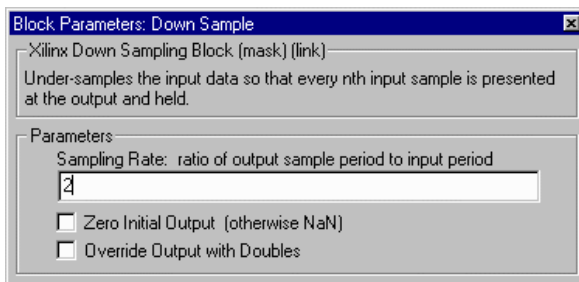 Block Parameters: Down Sample
Xilinx Down Sampling Block (mask) (link)
Under-samples the input data so that every nth input sample is presented
at the output and held.
Parameters
Sampling Rate:  ratio of output sample period to input period
2
Zero Initial Output  (otherwise NaN)
Override Output with Doubles